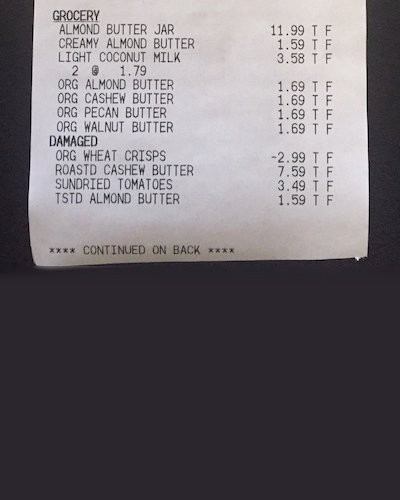 GROCERY
ALMOND BUTTER JAR 11.99 T F
CREAMY ALMOND BUTTER 1.59 T F
LIGHT COCONUT MILK 3.58 T F
2 @ 1.79
ORG ALMOND BUTTER 1.69 T F
ORG CASHEW BUTTER 1.69 T F
ORG PECAN BUTTER 1.69 T F
ORG WALNUT BUTTER 1.69 T F
DAMAGED
ORG WHEAT CRISPS -2.99 T F
ROASTD CASHEW BUTTER 7.59 T F
SUNDRIED TOMATOES 3.49 T F
TSTD ALMOND BUTTER 1.59 T F
**** CONTINUED ON BACK ****